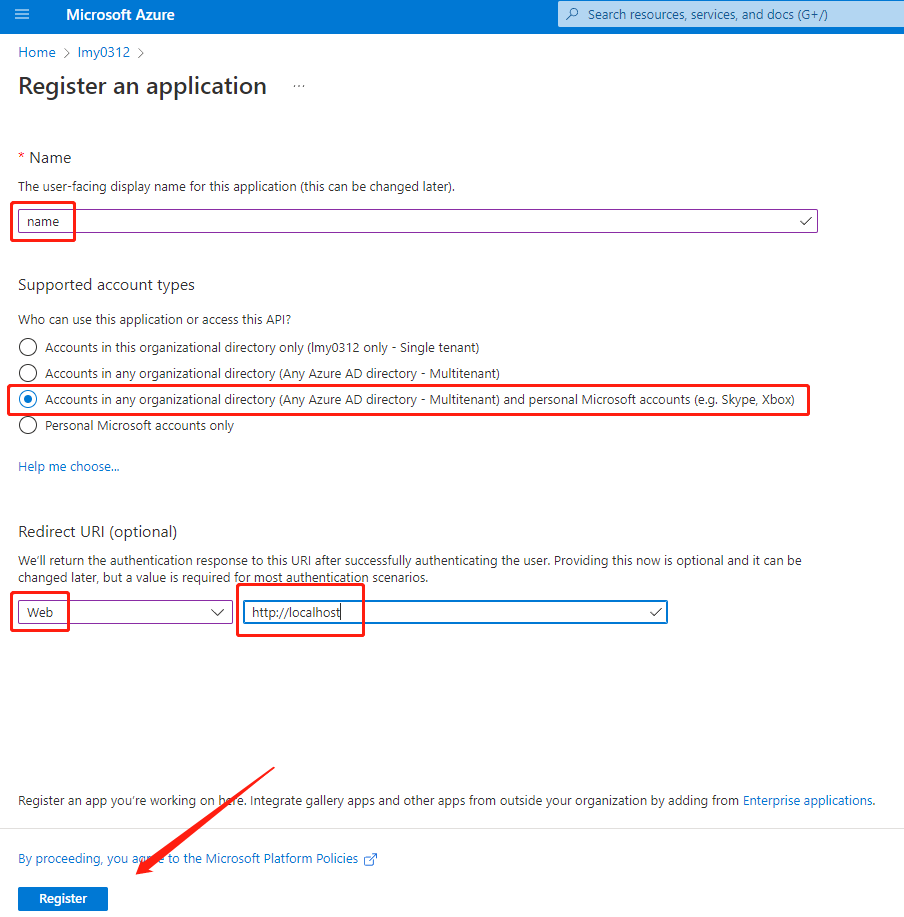 Microsoft Azure
Search resources, services, and docs (G+/)
Home > lmy0312 >
Register an application ...
* Name
The user-facing display name for this application (this can be changed later).
name
Supported account types
Who can use this application or access this API?
Accounts in this organizational directory only (lmy0312 only - Single tenant)
Accounts in any organizational directory (Any Azure AD directory - Multitenant)
Accounts in any organizational directory (Any Azure AD directory - Multitenant) and personal Microsoft accounts (e.g. Skype, Xbox)
Personal Microsoft accounts only
Help me choose...
Redirect URI (optional)
We'll return the authentication response to this URI after successfully authenticating the user. Providing this now is optional and it can be
changed later, but a value is required for most authentication scenarios.
Web
http://localhost
Register an app you're working on here. Integrate gallery apps and other apps from outside your organization by adding from Enterprise applications.
By proceeding, you agree to the Microsoft Platform Policies
Register